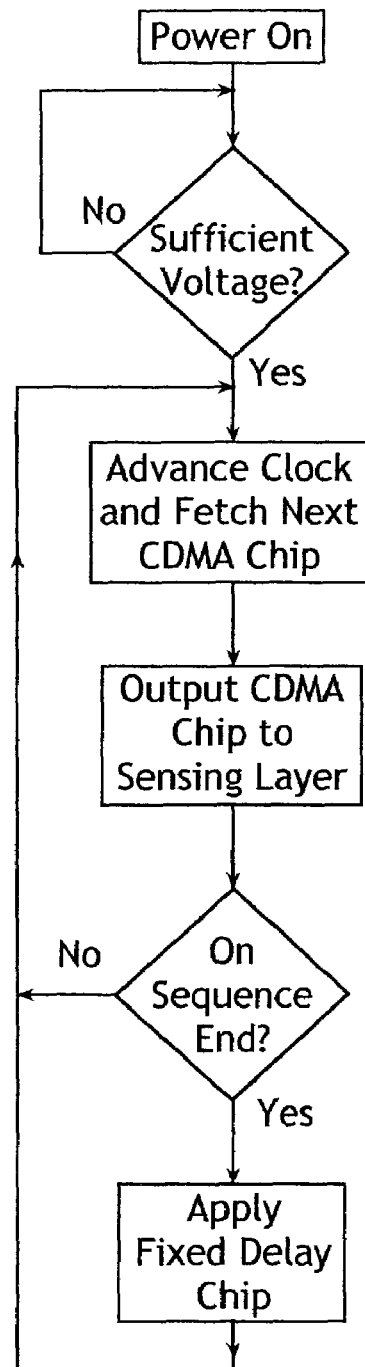 Power On
No
Sufficient
Voltage?
Yes
Advance Clock
and Fetch Next
CDMA Chip
Output CDMA
Chip to
Sensing Layer
No
On
Sequence
End?
Yes
Apply
Fixed Delay
Chip